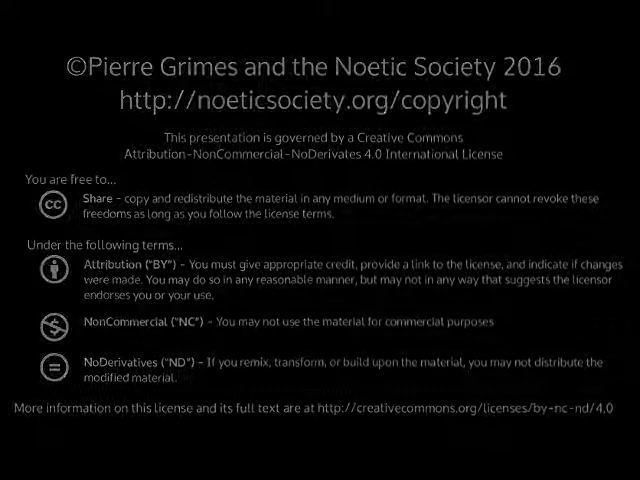 ©Pierre Grimes and the Noetic Society 2016
http://noeticsociety.org/copyright
This presentation is governed by a Creative Commons
Attribution-NonCommercial-NoDerivates 4.0 International License
You are free to...
cc
Share - copy and redistribute the material in any medium or format. The licensor cannot revoke these
freedoms as long as you follow the license terms.
Under the following terms...
Attribution ("BY") - You must give appropriate credit, provide a link to the license, and indicate if changes
were made. You may do so in any reasonable manner, but may not in any way that suggests the licensor
endorses you or your use.
NonCommercial ("NC") - You may not use the material for commercial purposes
NoDerivatives ("ND") - If you remix, transform, or build upon the material, you may not distribute the
modified material.
More information on this license and its full text are at http://creativecommons.org/licenses/by-nc-nd/4.0